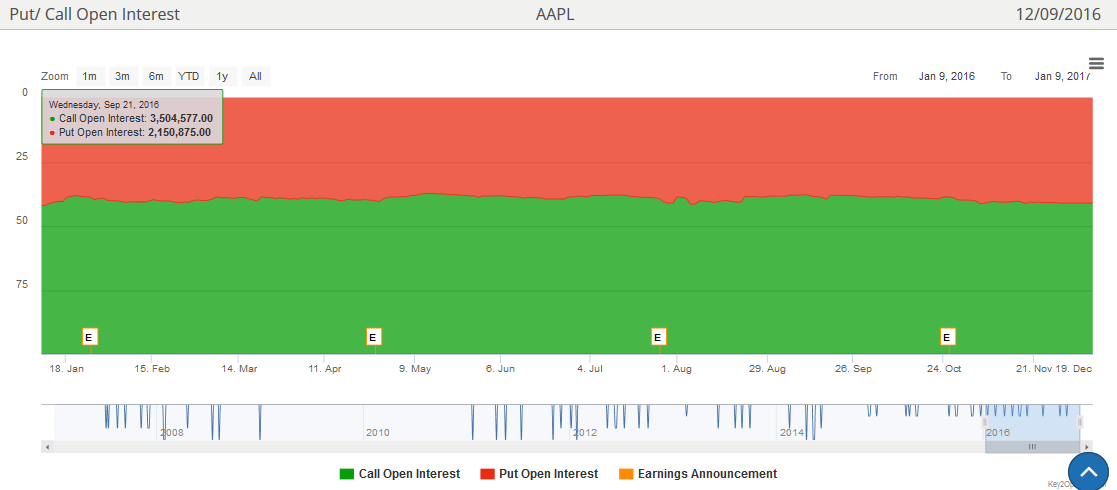 Put/ Call Open Interest AAPL 12/09/2016
Zoom 1m 3m 6m YTD 1y All From Jan 9, 2016 To Jan 9, 2017
0
Wednesday, Sep 21, 2016
● Call Open Interest: 3,504,577.00
● Put Open Interest: 2,150,875.00
25
50
75
E E E E
18. Jan 15. Feb 14. Mar 11. Apr 9. May 6. Jun 4. Jul 1. Aug 29. Aug 26. Sep 24. Oct 21. Nov 19. Dec
2008 2010 2012 2014 2016
Call Open Interest Put Open Interest Earnings Announcement